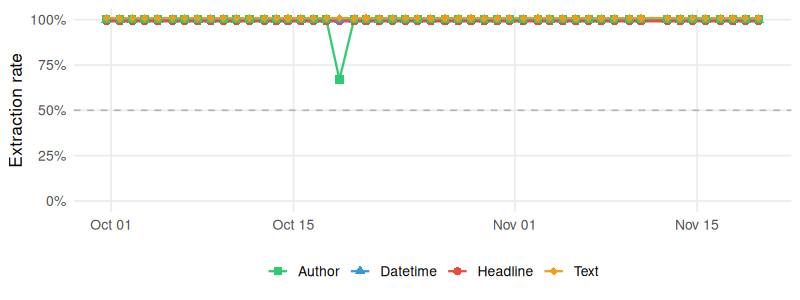 Extraction rate
100%
75%
50%
25%
0%
Oct 01 Oct 15 Nov 01 Nov 15
Author Datetime Headline Text